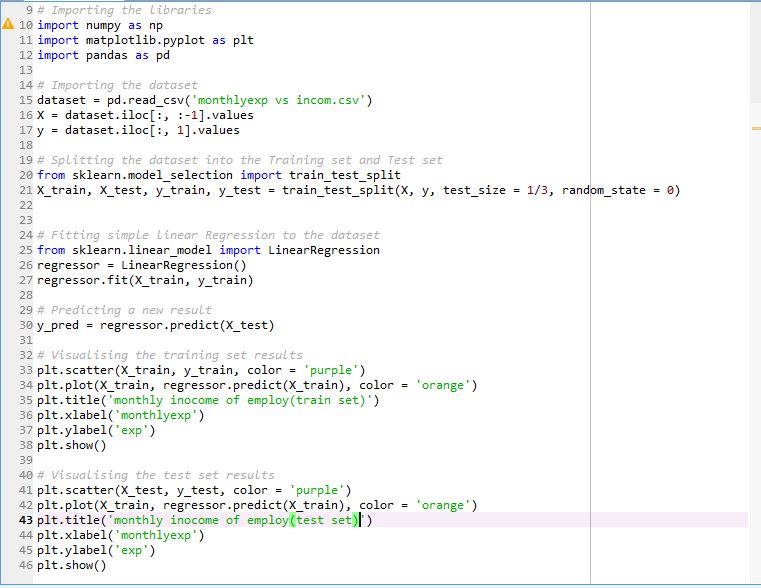 9 # Importing the libraries
10 import numpy as np
11 import matplotlib.pyplot as plt
12 import pandas as pd
13
14 # Importing the dataset
15 dataset = pd.read_csv('monthlyexp vs incom.csv')
16 X = dataset.iloc[:, :-1].values
17 y = dataset.iloc[:, 1].values
18
19 # Splitting the dataset into the Training set and Test set
20 from sklearn.model_selection import train_test_split
21 X_train, X_test, y_train, y_test = train_test_split(X, y, test_size = 1/3, random_state = 0)
22
23
24 # Fitting simple linear Regression to the dataset
25 from sklearn.linear_model import LinearRegression
26 regressor = LinearRegression()
27 regressor.fit(X_train, y_train)
28
29 # Predicting a new result
30 y_pred = regressor.predict(X_test)
31
32 # Visualising the training set results
33 plt.scatter(X_train, y_train, color = 'purple')
34 plt.plot(X_train, regressor.predict(X_train), color = 'orange')
35 plt.title('monthly inocome of employ(train set)')
36 plt.xlabel('monthlyexp')
37 plt.ylabel('exp')
38 plt.show()
39
40 # Visualising the test set results
41 plt.scatter(X_test, y_test, color = 'purple')
42 plt.plot(X_train, regressor.predict(X_train), color = 'orange')
43 plt.title('monthly inocome of employ(test set)')
44 plt.xlabel('monthlyexp')
45 plt.ylabel('exp')
46 plt.show()